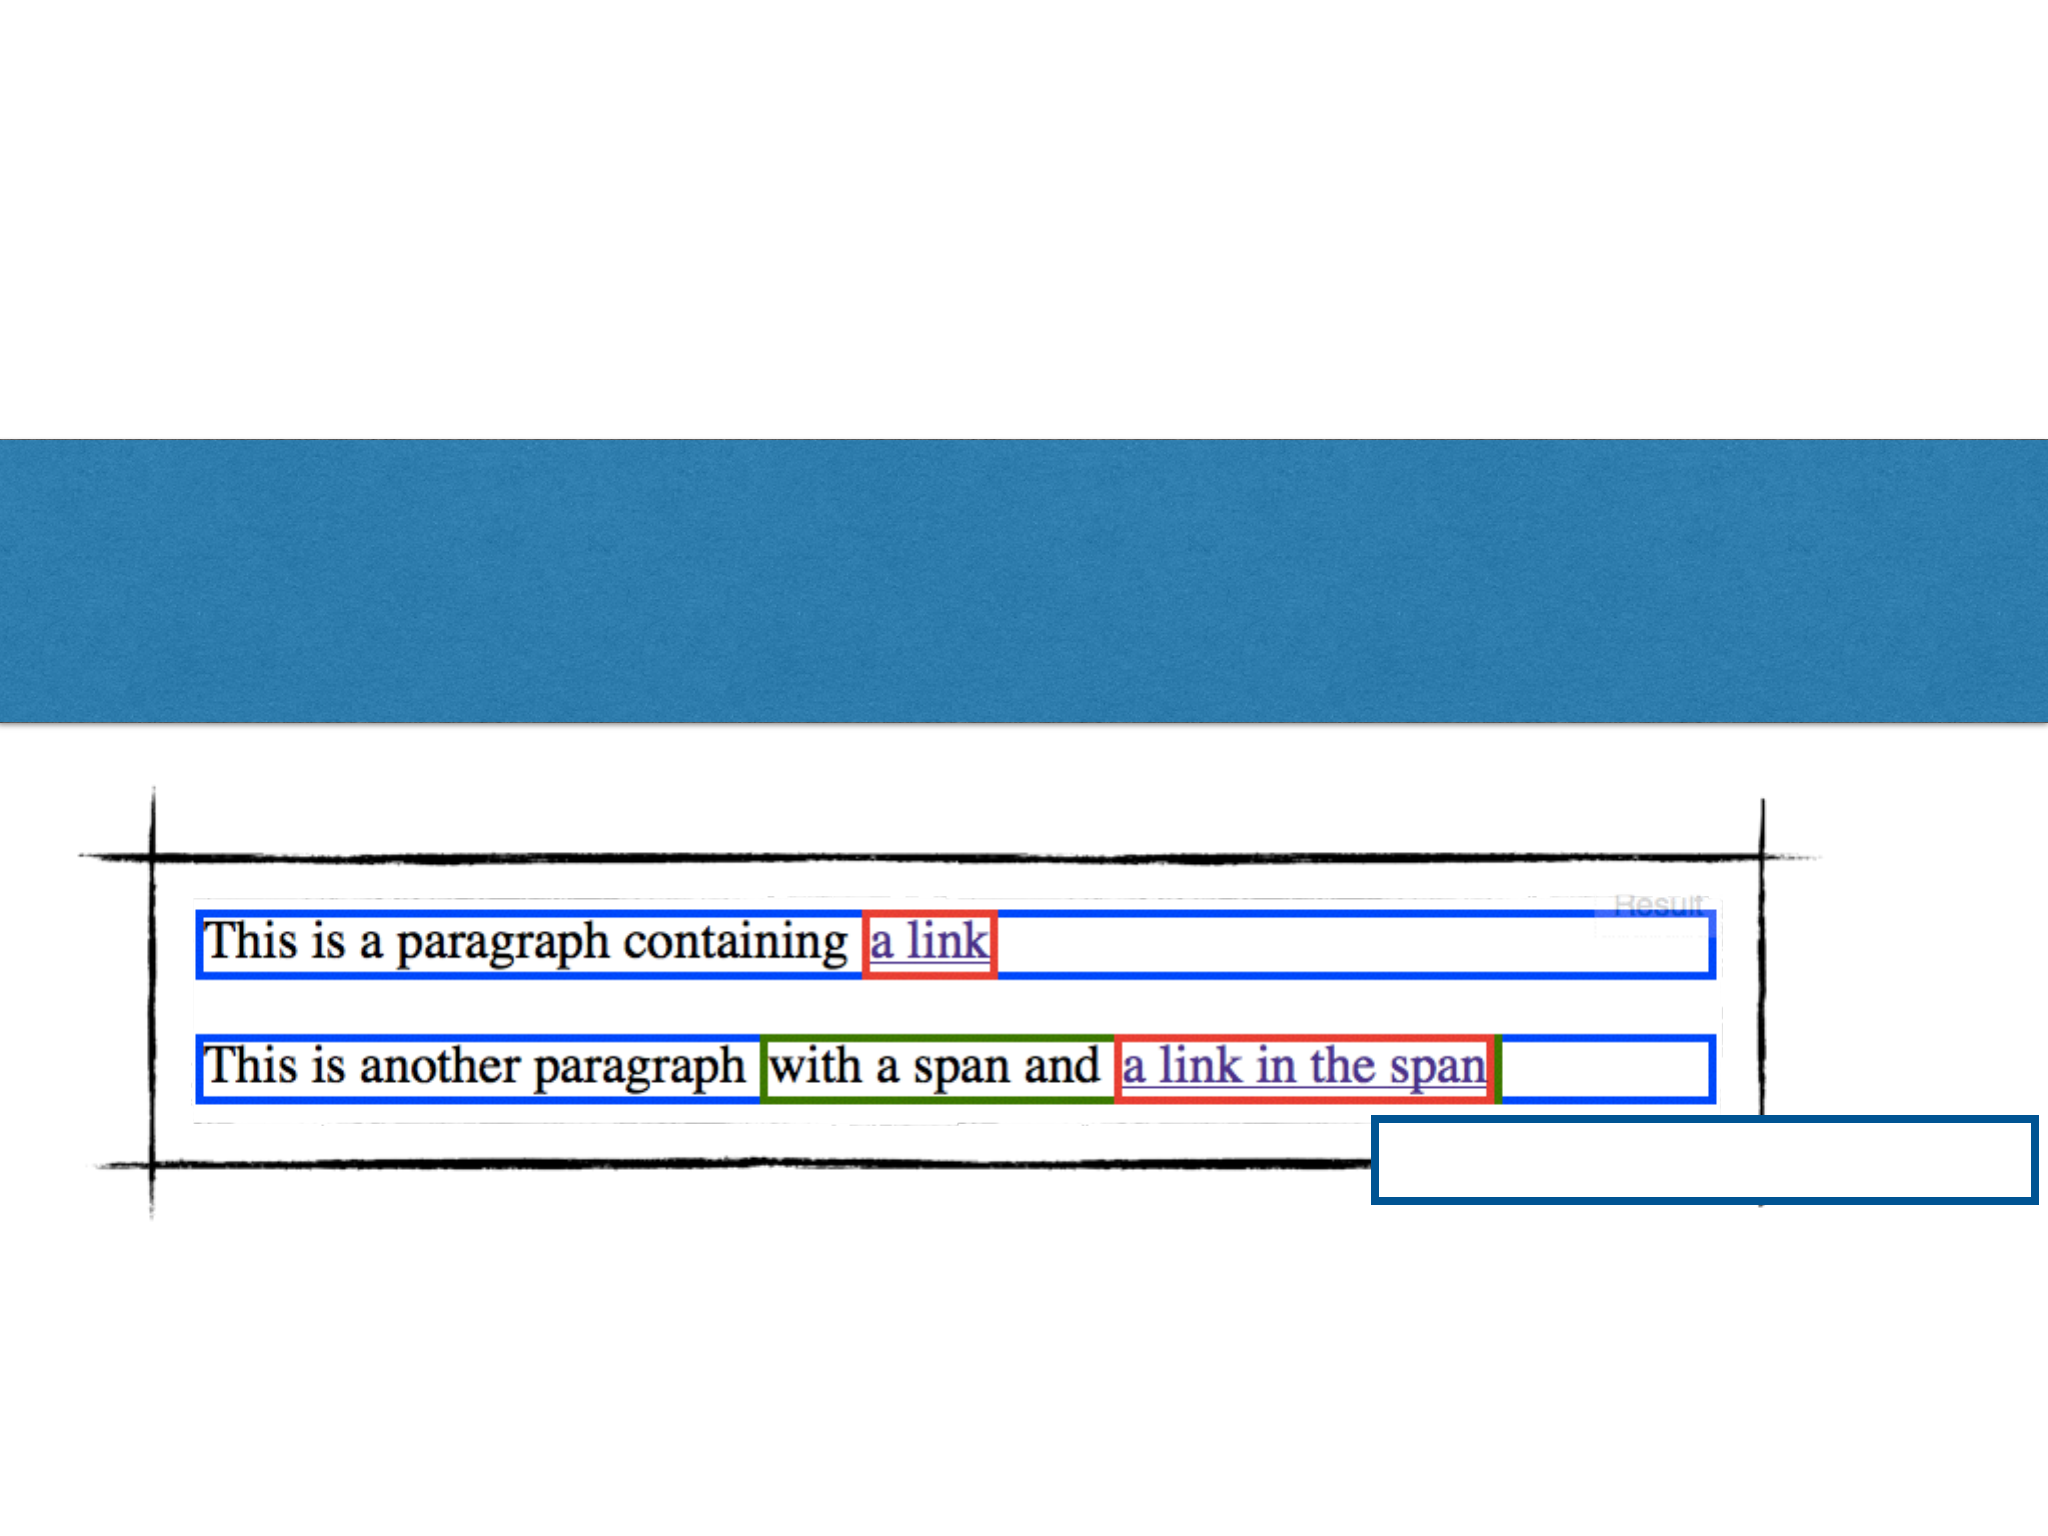 Result
This is a paragraph containing a link
This is another paragraph with a span and a link in the span